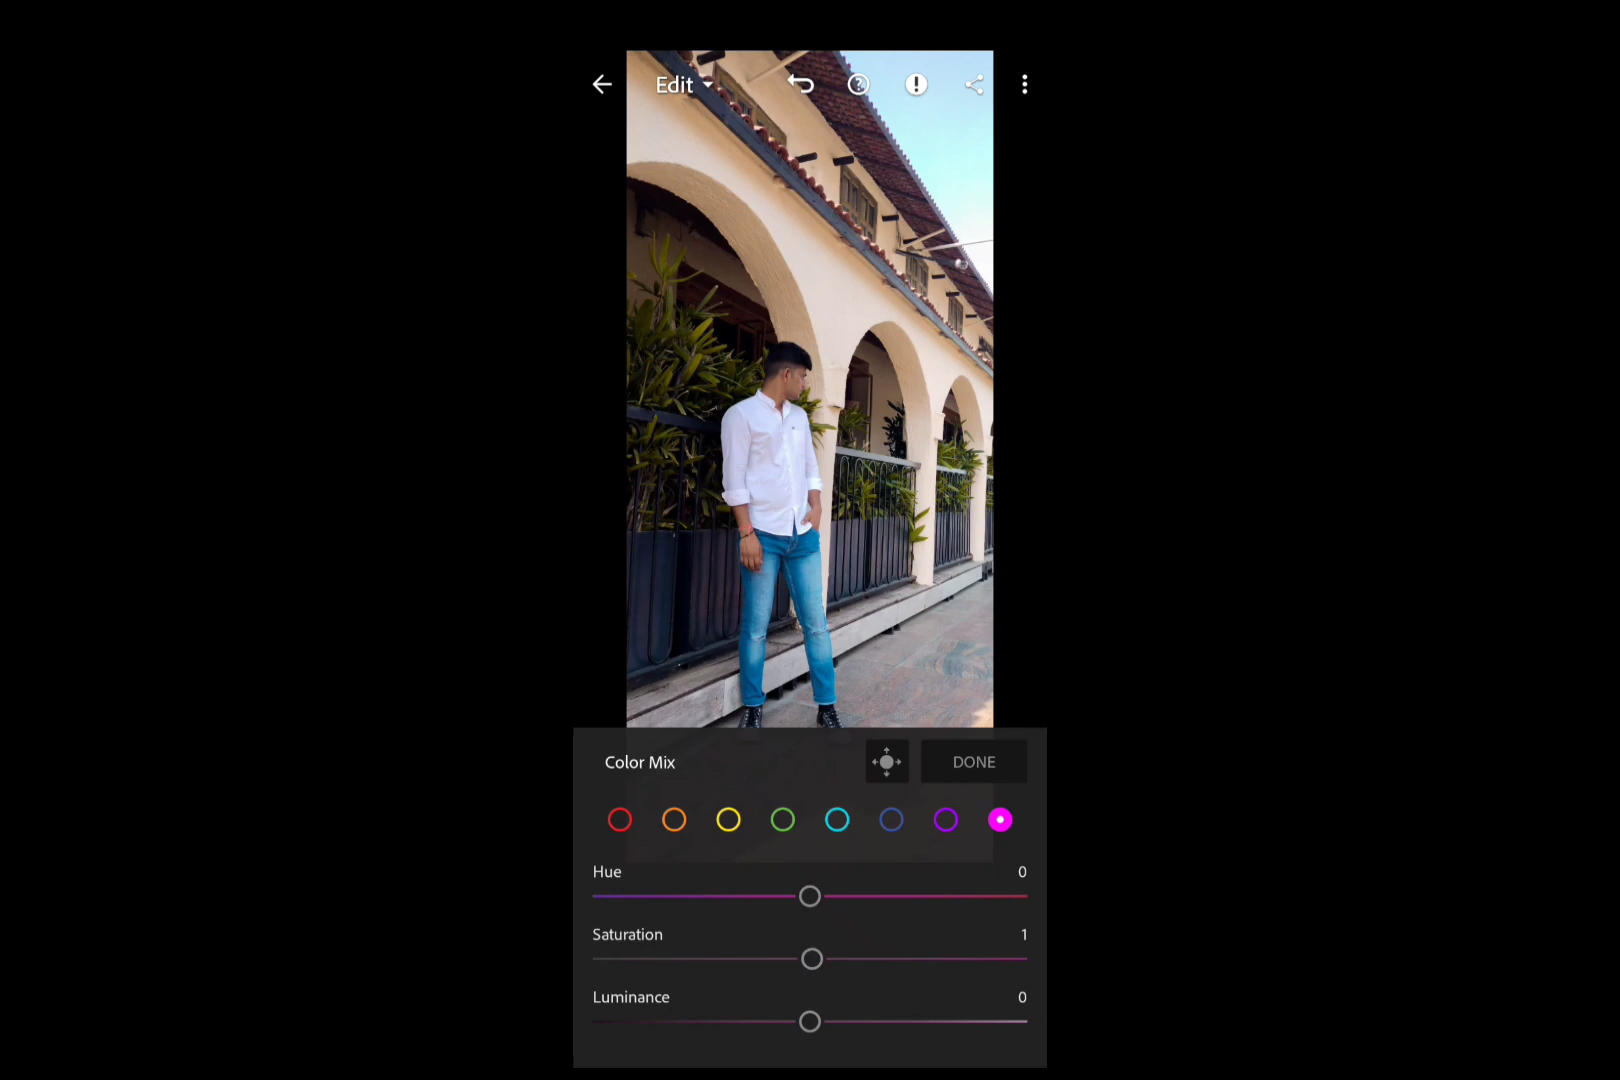 Edit
Color Mix
DONE
Hue 0
Saturation 1
Luminance 0